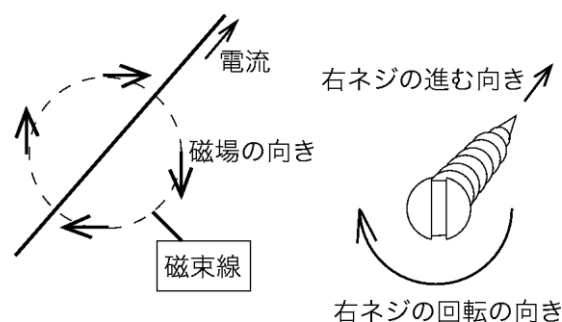 電流
磁場の向き
磁束線
右ネジの進む向き
右ネジの回転の向き